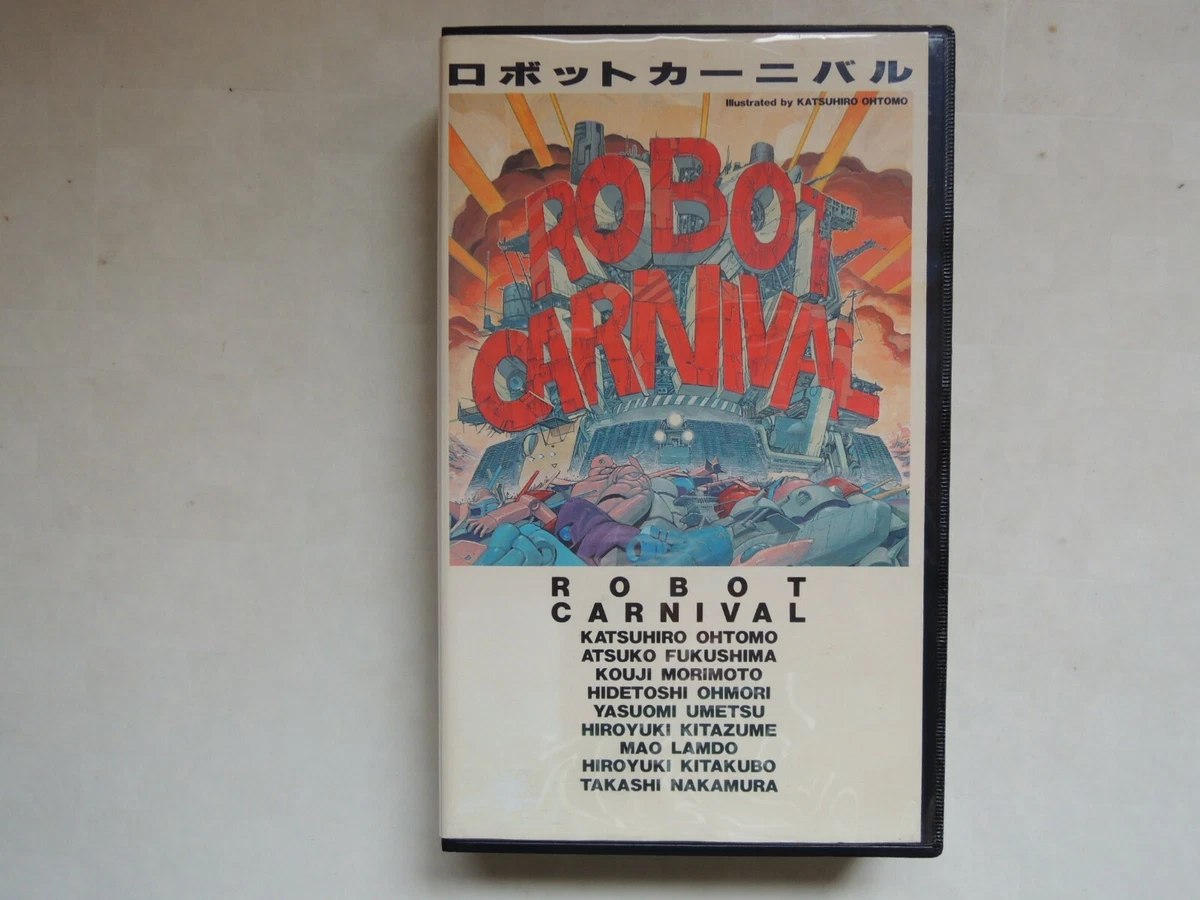 ロボットカーニバル
Illustrated by KATSUHIRO OHTOMO
ROBOT
CARNIVAL
ROBOT
CARNIVAL
KATSUHIRO OHTOMO
ATSUKO FUKUSHIMA
KOUJI MORIMOTO
HIDETOSHI OHMORI
YASUOMI UMETSU
HIROYUKI KITAZUME
MAO LAMDO
HIROYUKI KITAKUBO
TAKASHI NAKAMURA